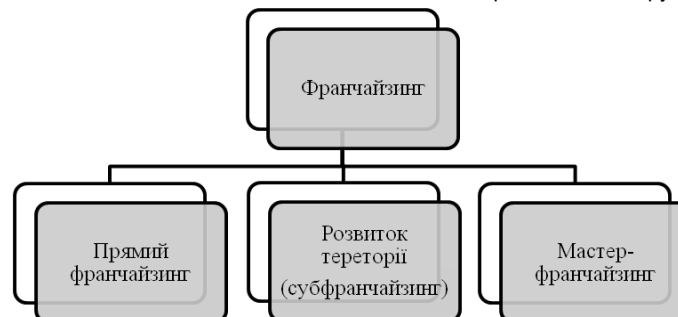 Франчайзинг
Прямий
франчайзинг
Розвиток
тереторії
(субфранчайзинг)
Мастер-
франчайзинг